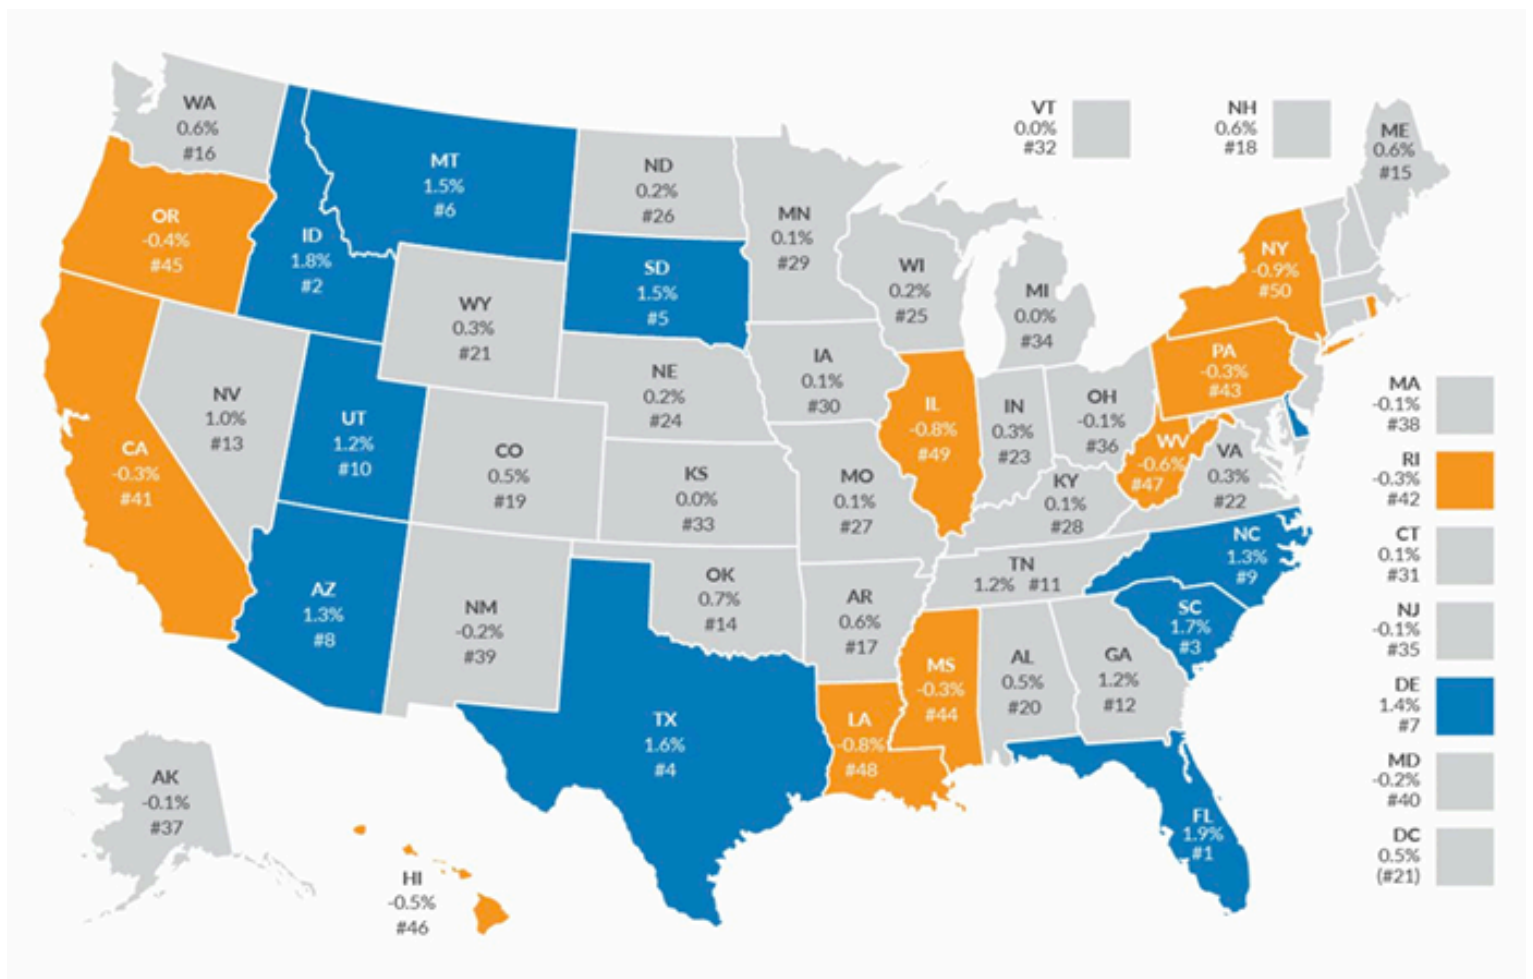 WA
0.6%
#16
OR
-0.4%
#45
CA
-0.3%
#41
NV
1.0%
#13
ID
1.8%
#2
MT
1.5%
#6
WY
0.3%
#21
UT
1.2%
#10
CO
0.5%
#19
AZ
1.3%
#8
NM
-0.2%
#39
ND
0.2%
#26
SD
1.5%
#5
NE
0.2%
#24
KS
0.0%
#33
OK
0.7%
#14
TX
1.6%
#4
MN
0.1%
#29
IA
0.1%
#30
MO
0.1%
#27
AR
0.6%
#17
LA
-0.8%
#48
WI
0.2%
#25
IL
-0.8%
#49
MI
0.0%
#34
IN
0.3%
#23
OH
-0.1%
#36
KY
0.1%
#28
TN
1.2% #11
MS
-0.3%
#44
AL
0.5%
#20
GA
1.2%
#12
FL
1.9%
#1
SC
1.7%
#3
NC
1.3%
#9
VA
0.3%
#22
WV
-0.6%
#47
PA
-0.3%
#43
NY
-0.9%
#50
VT
0.0%
#32
NH
0.6%
#18
ME
0.6%
#15
MA
-0.1%
#38
RI
-0.3%
#42
CT
0.1%
#31
NJ
-0.1%
#35
DE
1.4%
#7
MD
-0.2%
#40
DC
0.5%
(#21)
AK
-0.1%
#37
HI
-0.5%
#46